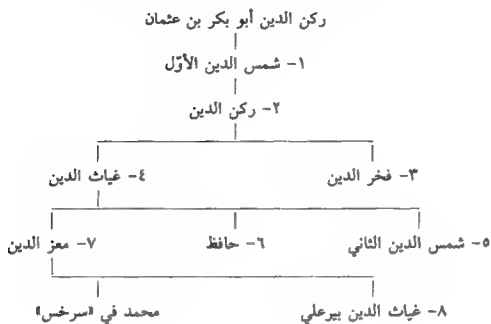 ركن الدين أبو بكر بن عثمان
١- شمس الدين الأوّل
٢- ركن الدين
٣- فخر الدين ٤- غياث الدين
٥- شمس الدين الثاني ٦- حافظ ٧- معز الدين
٨- غياث الدين بيرعلي محمد في «سرخس»